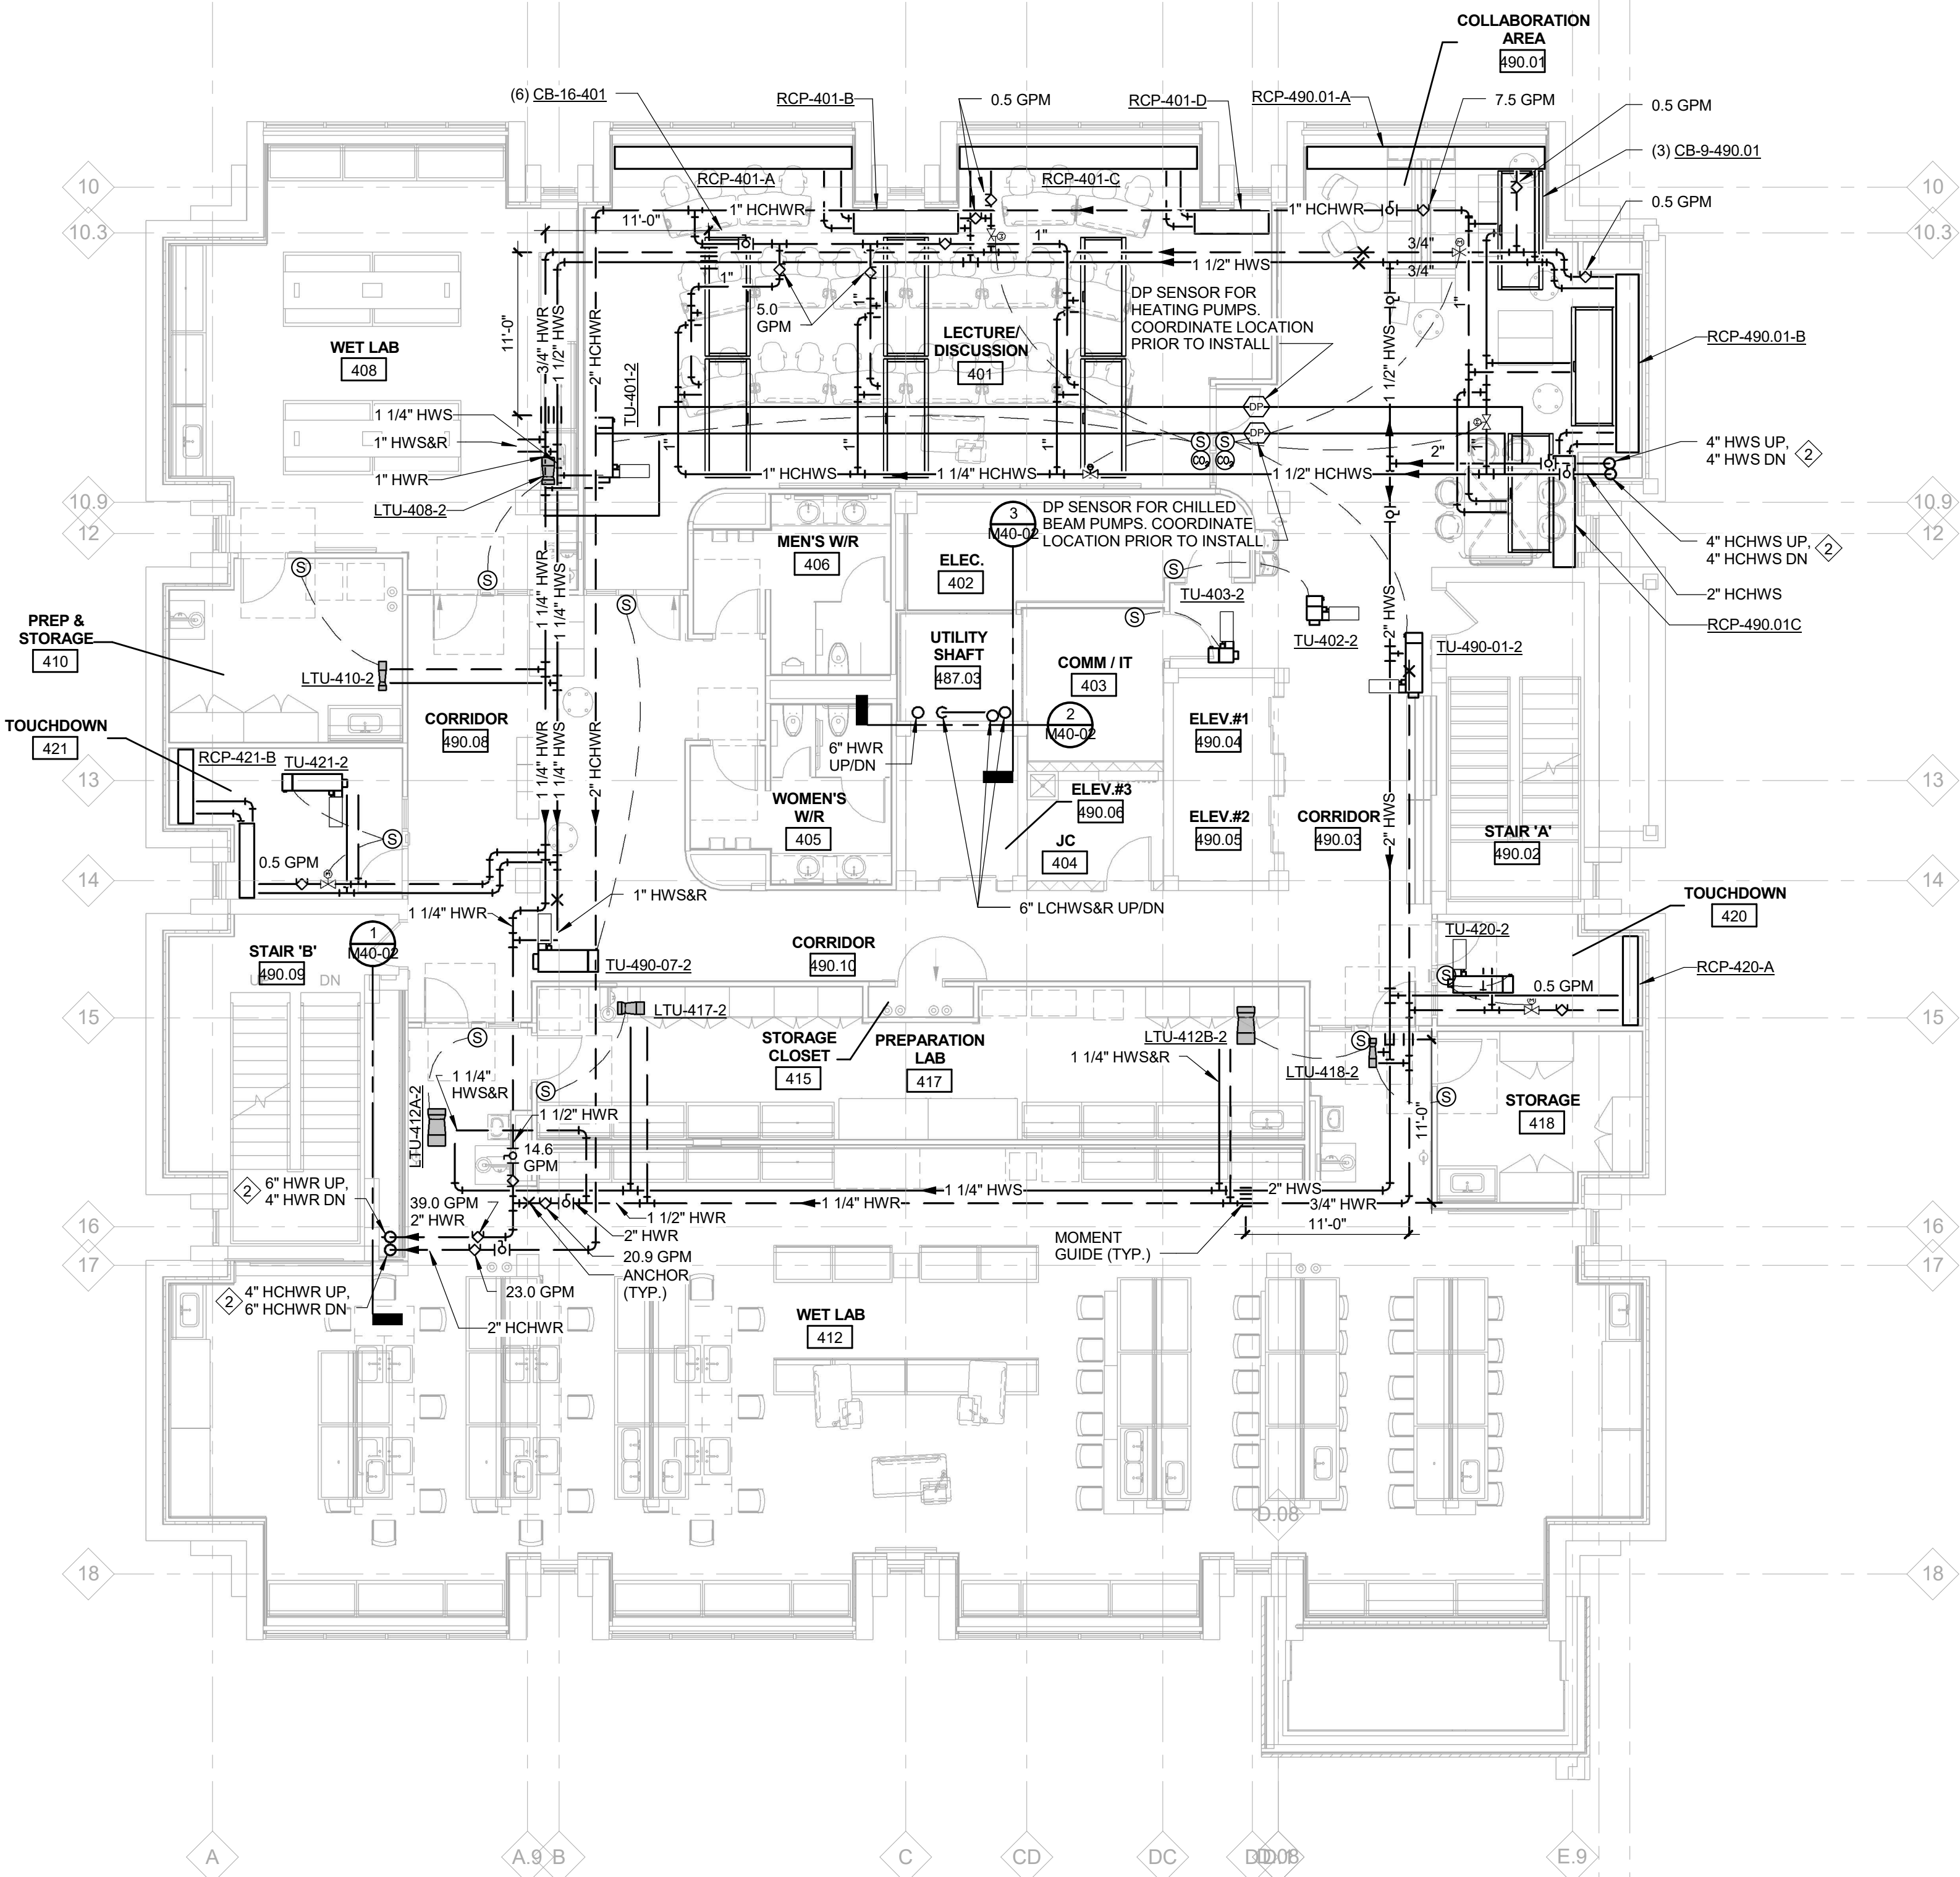 COLLABORATION
AREA
490.01
(6) CB-16-401
RCP-401-B
0.5 GPM
RCP-401-D
RCP-490.01-A
7.5 GPM
0.5 GPM
(3) CB-9-490.01
10
RCP-401-A
RCP-401-C
10
11'-0"
1" HCHWR
1" HCHWR
0.5 GPM
10.3
1"
3/4"
10.3
1 1/2" HWS
3/4"
1"
DP SENSOR FOR
HEATING PUMPS.
COORDINATE LOCATION
PRIOR TO INSTALL
5.0
GPM
1"
1"
11'-0"
3/4" HWR
1 1/2" HWS
2" HCHWR
LECTURE/
DISCUSSION
401
1 1/2" HWS
RCP-490.01-B
WET LAB
408
TU-401-2
1 1/4" HWS
DP
1" HWS&R
DP
S
S
CO2
CO2
1"
1"
1"
1"
2"
4" HWS UP,
4" HWS DN
2
1" HWR
1" HCHWS
1 1/4" HCHWS
1 1/2" HCHWS
LTU-408-2
10.9
10.9
3
M40-02
DP SENSOR FOR CHILLED
BEAM PUMPS. COORDINATE
LOCATION PRIOR TO INSTALL
12
12
MEN'S W/R
406
4" HCHWS UP,
4" HCHWS DN
2
ELEC.
402
S
S
S
S
1 1/4" HWR
1 1/4" HWS
TU-403-2
2" HCHWS
PREP &
STORAGE
410
S
2" HWS
RCP-490.01C
UTILITY
SHAFT
487.03
TU-402-2
TU-490-01-2
COMM / IT
403
LTU-410-2
CORRIDOR
490.08
1 1/4" HWR
1 1/4" HWS
2" HCHWR
2
M40-02
ELEV.#1
490.04
TOUCHDOWN
421
6" HWR
UP/DN
RCP-421-B
TU-421-2
13
13
WOMEN'S
W/R
405
ELEV.#3
490.06
ELEV.#2
490.05
CORRIDOR
490.03
2" HWS
STAIR 'A'
490.02
S
0.5 GPM
JC
404
14
14
1" HWS&R
6" LCHWS&R UP/DN
TOUCHDOWN
420
1 1/4" HWR
1
M40-02
STAIR 'B'
490.09
UP
DN
CORRIDOR
490.10
TU-420-2
TU-490-07-2
S
RCP-420-A
0.5 GPM
LTU-417-2
15
15
S
STORAGE
CLOSET
415
PREPARATION
LAB
417
LTU-412B-2
1 1/4" HWS&R
S
LTU-418-2
1 1/4"
HWS&R
S
S
STORAGE
418
LTU-412A-2
1 1/2" HWR
11'-0"
14.6
GPM
2
6" HWR UP,
4" HWR DN
39.0 GPM
2" HWR
1 1/4" HWS
2" HWS
1 1/4" HWR
3/4" HWR
1 1/2" HWR
16
11'-0"
16
2" HWR
MOMENT
GUIDE (TYP.)
20.9 GPM
17
17
ANCHOR
(TYP.)
2
4" HCHWR UP,
6" HCHWR DN
23.0 GPM
2" HCHWR
WET LAB
412
D.08
18
18
A
A.9
B
C
CD
DC
E.9